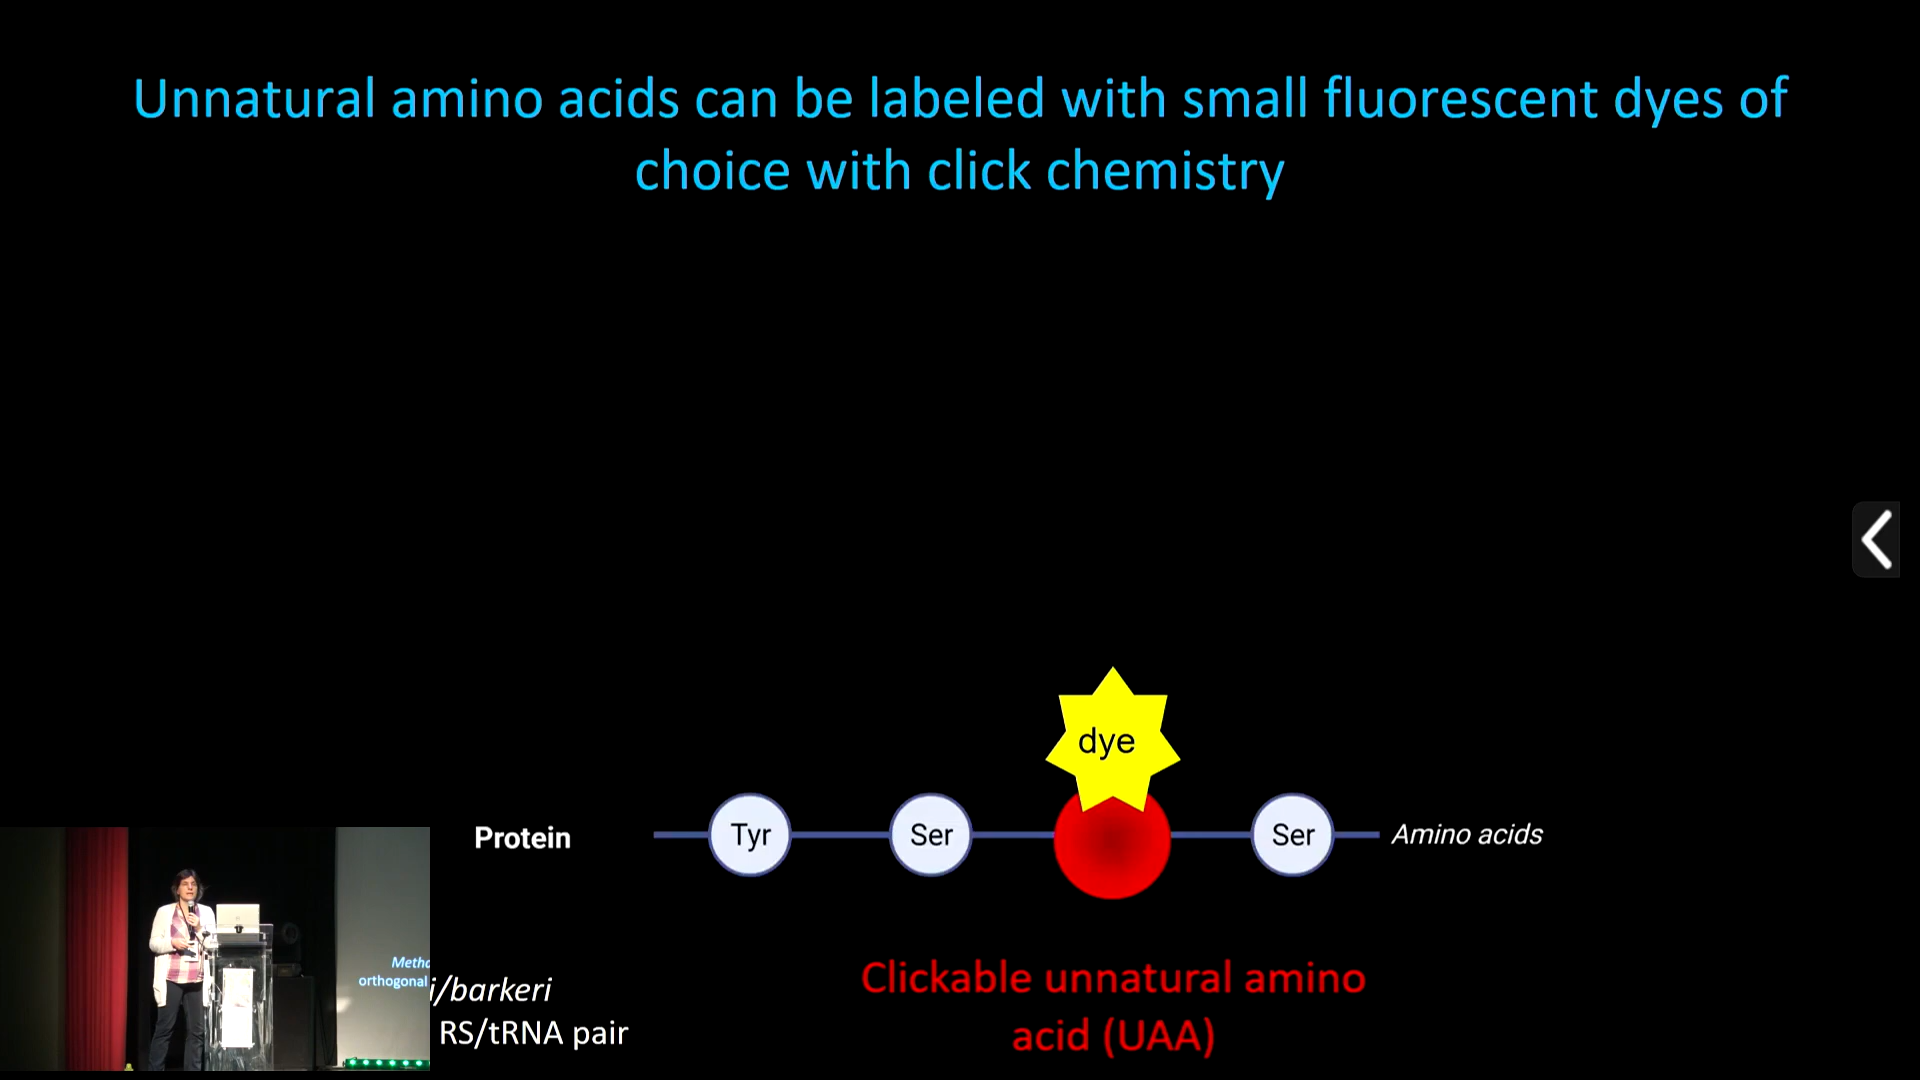 Unnatural amino acids can be labeled with small fluorescent dyes of
choice with click chemistry
dye
Protein
Tyr
Ser
Ser
Amino acids
Metho
orthogonal
i/barkeri
RS/tRNA pair
Clickable unnatural amino
acid (UAA)